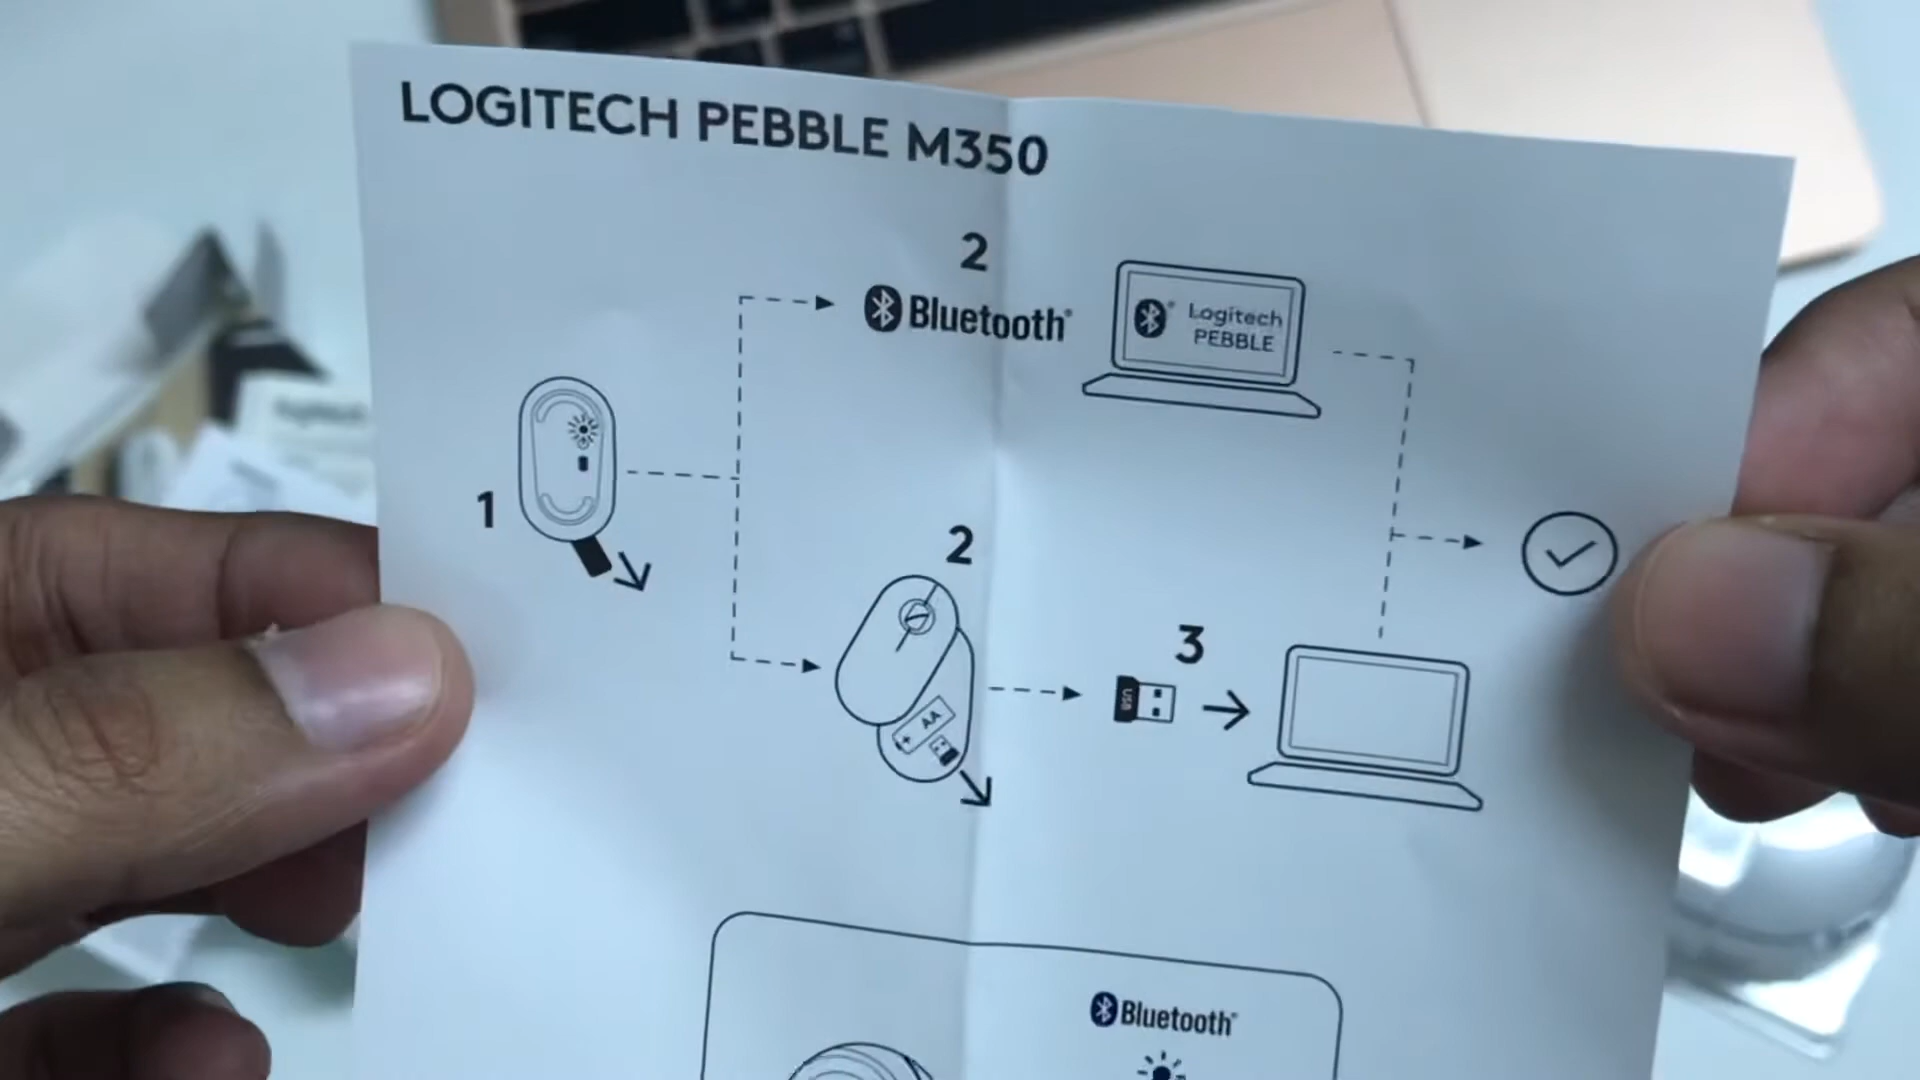 LOGITECH PEBBLE M350
2
Bluetooth®
Logitech
PEBBLE
1
2
AA
+
3
USB
Bluetooth®